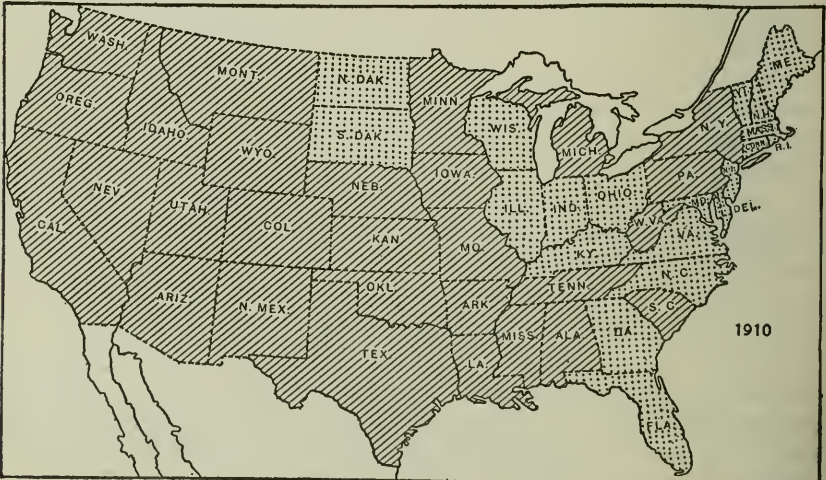 WASH.
MONT.
N. DAK.
MINN.
ME.
VT.
N.H.
OREG.
IDAHO
S. DAK.
WIS.
N.Y.
MASS.
CONN.
R.I.
WYO.
MICH.
IOWA.
PA.
N.J.
NEV.
NEB.
ILL.
IND.
OHIO
MD.
DEL.
UTAH.
COL.
W.VA.
VA.
CAL.
KAN.
MO.
KY.
N.C.
ARIZ.
N. MEX.
OKL.
ARK.
TENN.
S.C.
MISS.
ALA.
GA.
1910
TEX.
LA.
FLA.